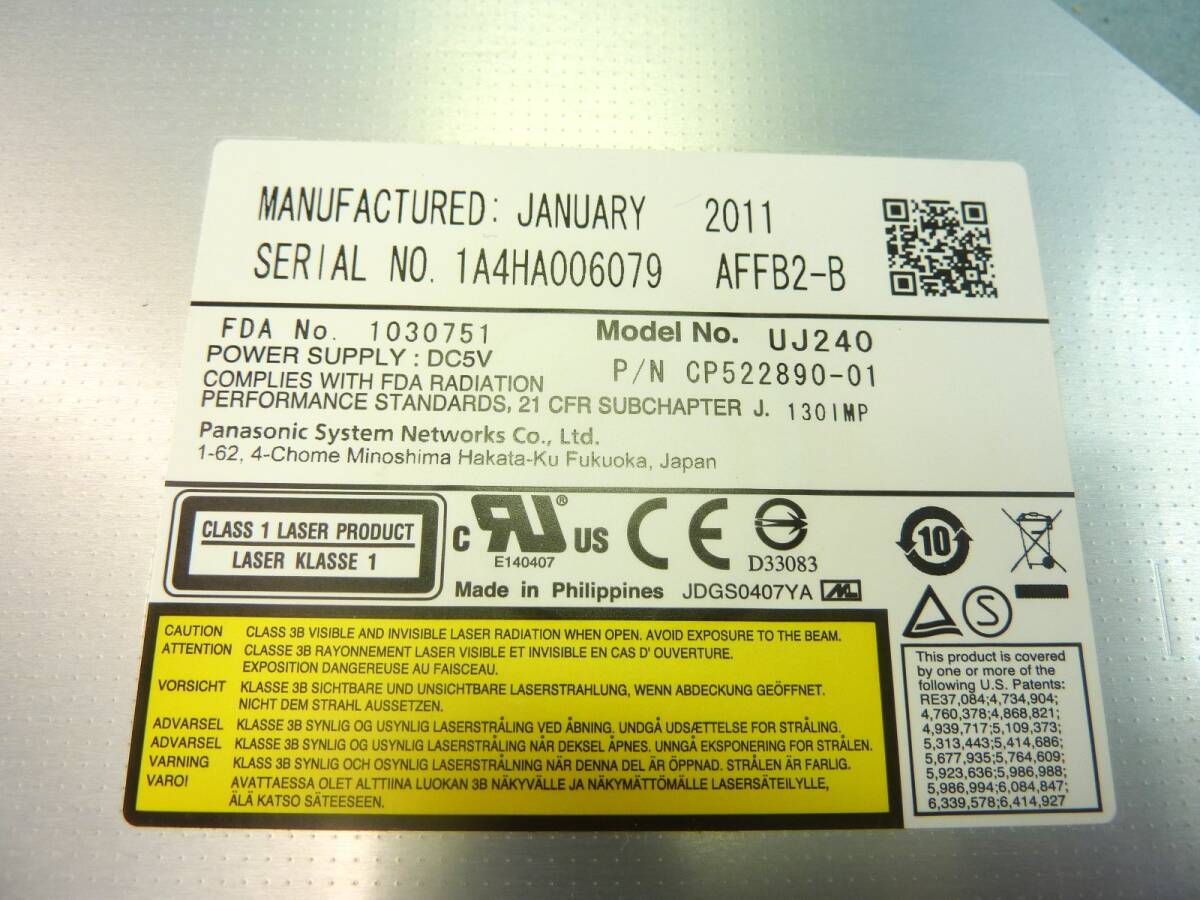 MANUFACTURED: JANUARY 2011
SERIAL NO. 1A4HA006079 AFFB2-B
FDA No. 1030751 Model No. UJ240
POWER SUPPLY : DC5V P/N CP522890-01
COMPLIES WITH FDA RADIATION
PERFORMANCE STANDARDS, 21 CFR SUBCHAPTER J. 130IMP
Panasonic System Networks Co., Ltd.
1-62, 4-Chome Minoshima Hakata-Ku Fukuoka, Japan
CLASS 1 LASER PRODUCT
LASER KLASSE 1
C RU ® US CE
E140407
D33083
10
Made in Philippines JDGS0407YA ML
S
CAUTION CLASS 3B VISIBLE AND INVISIBLE LASER RADIATION WHEN OPEN. AVOID EXPOSURE TO THE BEAM.
ATTENTION CLASSE 3B RAYONNEMENT LASER VISIBLE ET INVISIBLE EN CAS D' OUVERTURE.
EXPOSITION DANGEREUSE AU FAISCEAU.
VORSICHT KLASSE 3B SICHTBARE UND UNSICHTBARE LASERSTRAHLUNG, WENN ABDECKUNG GEÖFFNET.
NICHT DEM STRAHL AUSSETZEN.
ADVARSEL KLASSE 3B SYNLIG OG USYNLIG LASERSTRÅLING VED ÅBNING. UNDGÅ UDSÆTTELSE FOR STRÅLING.
ADVARSEL KLASSE 3B SYNLIG OG USYNLIG LASERSTRÅLING NÅR DEKSEL ÅPNES. UNNGÅ EKSPONERING FOR STRÅLEN.
VARNING KLASS 3B SYNLIG OCH OSYNLIG LASERSTRÅLNING NÄR DENNA DEL ÄR ÖPPNAD. STRÅLEN ÄR FARLIG.
VARO! AVATTAESSA OLET ALTTIINA LUOKAN 3B NÄKYVÄLLE JA NÄKYMÄTTÖMÄLLE LASERSÄTEILYLLE,
ÄLÄ KATSO SÄTEESEEN.
This product is covered
by one or more of the
following U.S. Patents:
RE37,084;4,734,904;
4,760,378;4,868,821;
4,939,717;5,109,373;
5,313,443;5,414,686;
5,677,935;5,764,609;
5,923,636;5,986,988;
5,986,994;6,084,847;
6,339,578;6,414,927